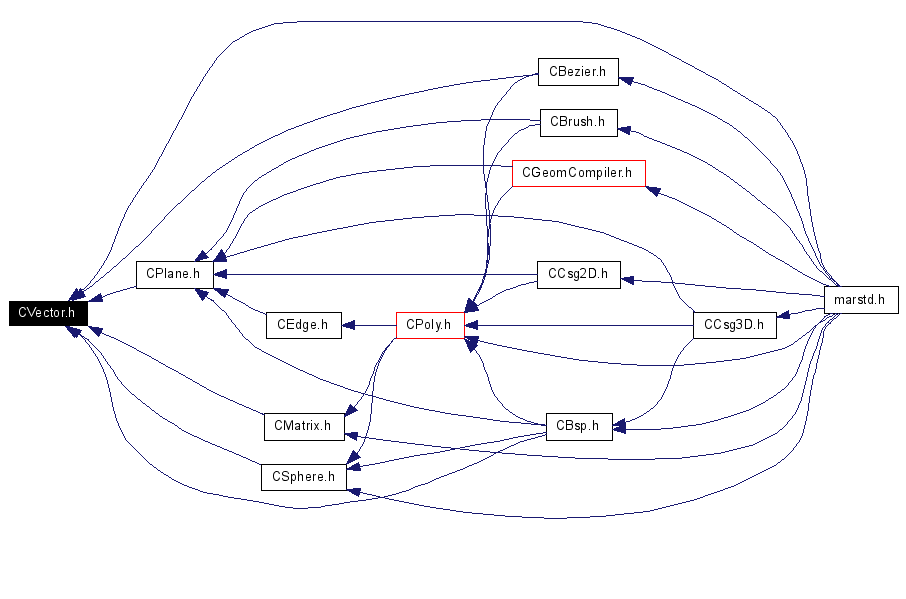 CBezier.h
CBrush.h
CGeomCompiler.h
CPlane.h
CCsg2D.h
marstd.h
CVector.h
CEdge.h
CPoly.h
CCsg3D.h
CMatrix.h
CBsp.h
CSphere.h